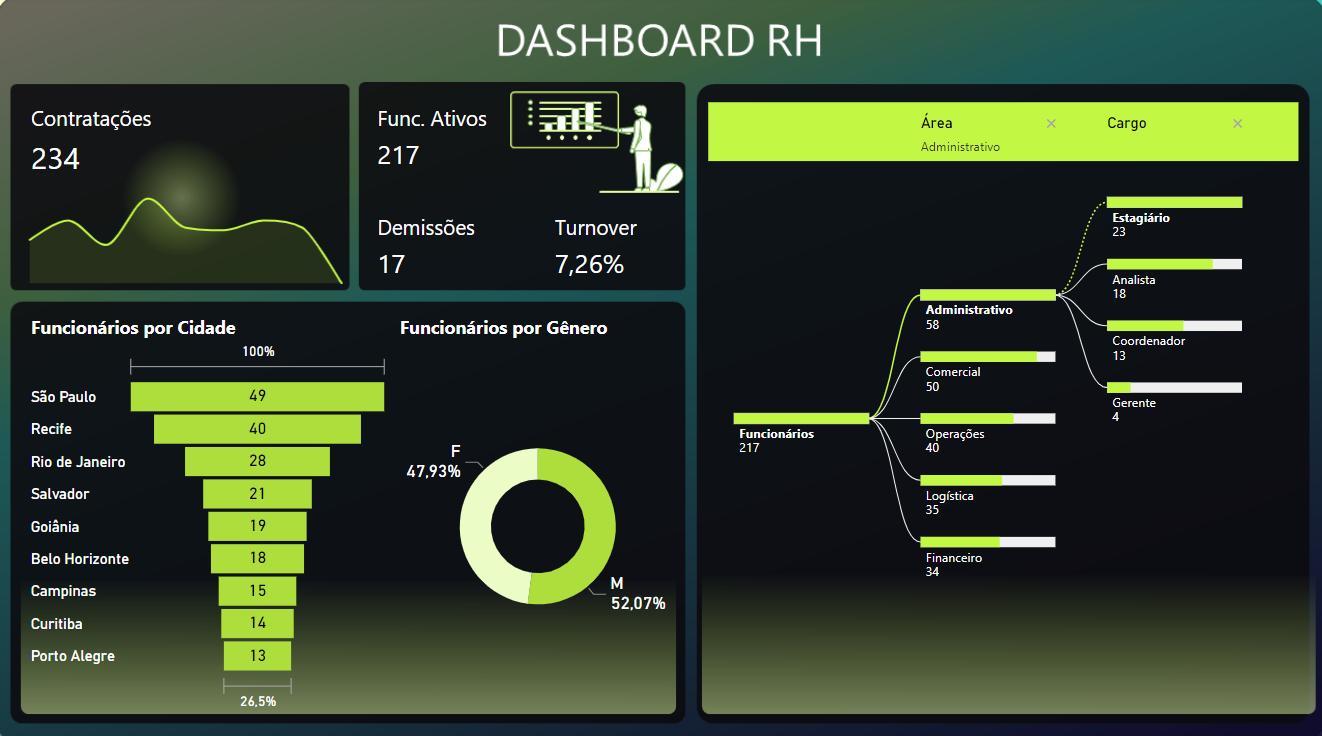 DASHBOARD RH
Contratações
234
Func. Ativos
217
Demissões
17
Turnover
7,26%
Funcionários por Cidade
100%
São Paulo 49
Recife 40
Rio de Janeiro 28
Salvador 21
Goiânia 19
Belo Horizonte 18
Campinas 15
Curitiba 14
Porto Alegre 13
26,5%
Funcionários por Gênero
F
47,93%
M
52,07%
Área
Administrativo
Cargo
Funcionários
217
Administrativo
58
Comercial
50
Operações
40
Logística
35
Financeiro
34
Estagiário
23
Analista
18
Coordenador
13
Gerente
4